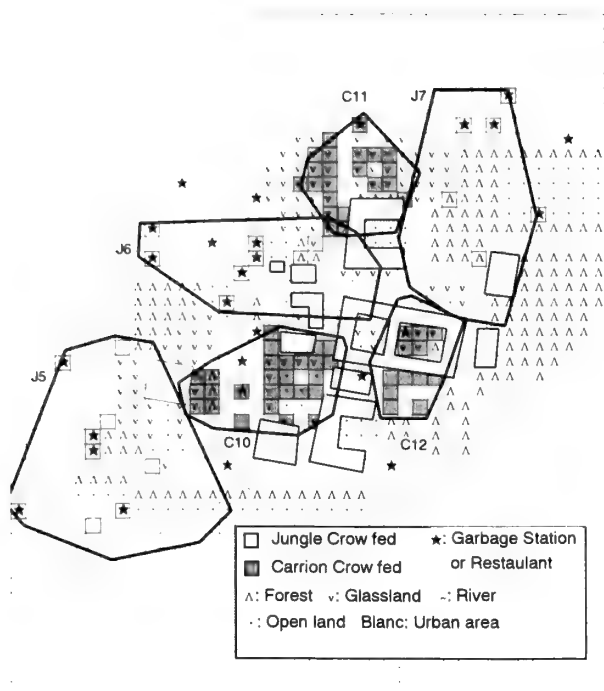 C11
J7
J6
J5
C10
C12
Jungle Crow fed
★: Garbage Station
or Restaulant
Carrion Crow fed
∧: Forest v: Glassland ~: River
·: Open land Blanc: Urban area